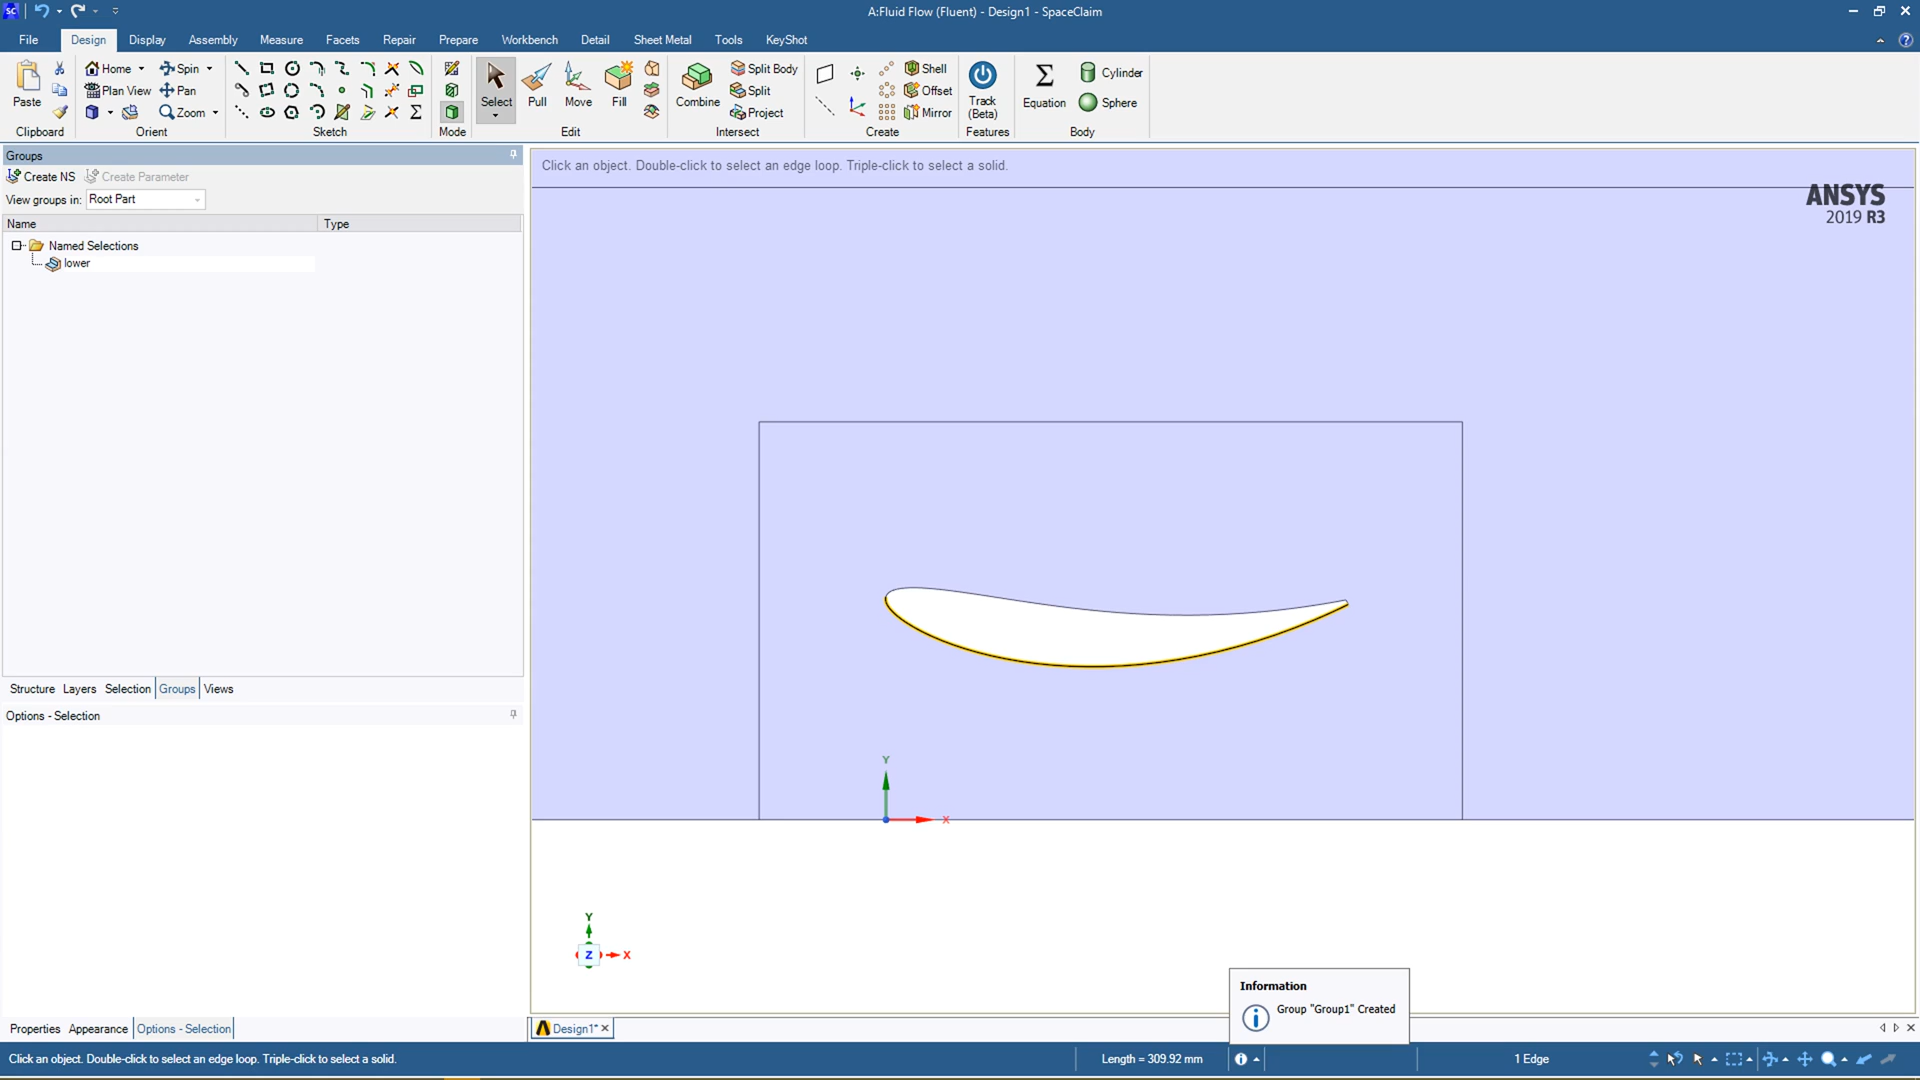 SC
A:Fluid Flow (Fluent) - Design1 - SpaceClaim
File Design Display Assembly Measure Facets Repair Prepare Workbench Detail Sheet Metal Tools KeyShot
Paste
Clipboard
Home Spin
Plan View Pan
Zoom
Orient
Sketch
Mode
Select Pull Move Fill
Edit
Combine
Split Body
Split
Project
Intersect
Shell
Offset
Mirror
Create
Track
(Beta)
Features
Equation
Cylinder
Sphere
Body
Groups
Create NS Create Parameter
View groups in: Root Part
Name Type
Named Selections
lower
Structure Layers Selection Groups Views
Options - Selection
Properties Appearance Options - Selection
Click an object. Double-click to select an edge loop. Triple-click to select a solid.
ANSYS
2019 R3
Y
X
Y
Z X
Information
Group "Group1" Created
Design1*
Click an object. Double-click to select an edge loop. Triple-click to select a solid.
Length = 309.92 mm
1 Edge